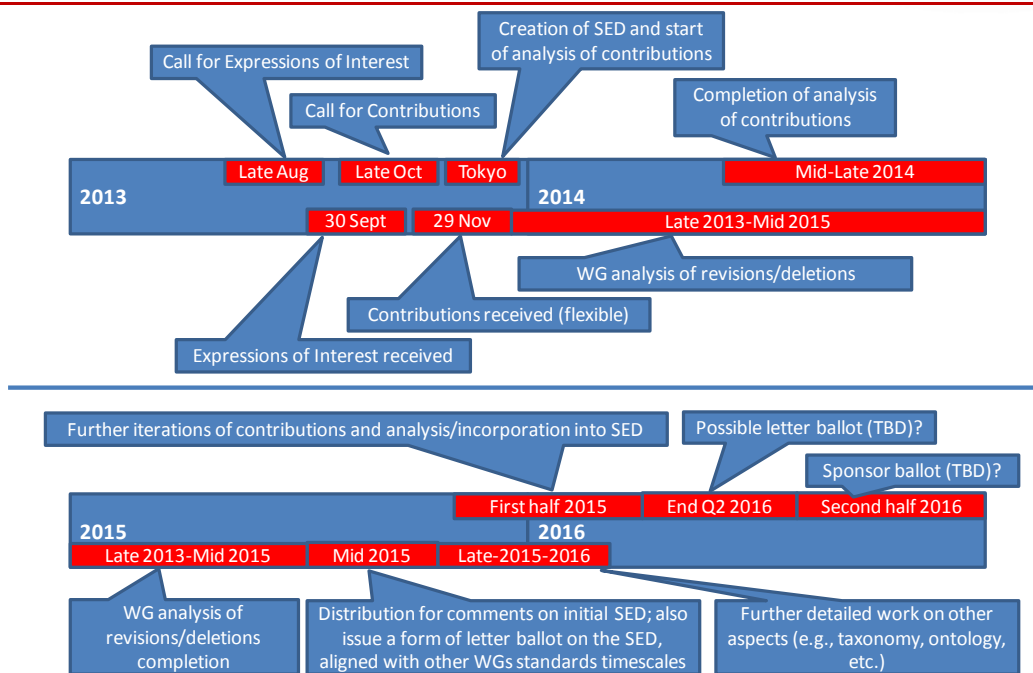 Creation of SED and start
of analysis of contributions
Call for Expressions of Interest
Call for Contributions
Completion of analysis
of contributions
Late Aug
Late Oct
Tokyo
Mid-Late 2014
2013
2014
30 Sept
29 Nov
Late 2013-Mid 2015
WG analysis of revisions/deletions
Contributions received (flexible)
Expressions of Interest received
Further iterations of contributions and analysis/incorporation into SED
Possible letter ballot (TBD)?
Sponsor ballot (TBD)?
First half 2015
End Q2 2016
Second half 2016
2015
2016
Late 2013-Mid 2015
Mid 2015
Late-2015-2016
WG analysis of
revisions/deletions
completion
Distribution for comments on initial SED; also
issue a form of letter ballot on the SED,
aligned with other WGs standards timescales
Further detailed work on other
aspects (e.g., taxonomy, ontology,
etc.)